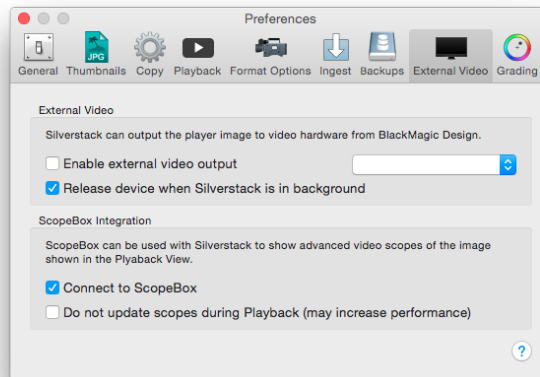 Preferences
JPG
General Thumbnails Copy Playback Format Options Ingest Backups External Video Grading
External Video
Silverstack can output the player image to video hardware from BlackMagic Design.
Enable external video output
Release device when Silverstack is in background
ScopeBox Integration
ScopeBox can be used with Silverstack to show advanced video scopes of the image
shown in the Plyaback View.
Connect to ScopeBox
Do not update scopes during Playback (may increase performance)
?